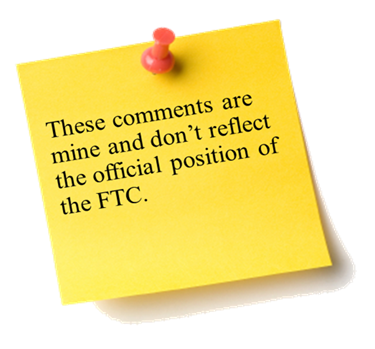 These comments are
mine and don’t reflect
the official position of
the FTC.